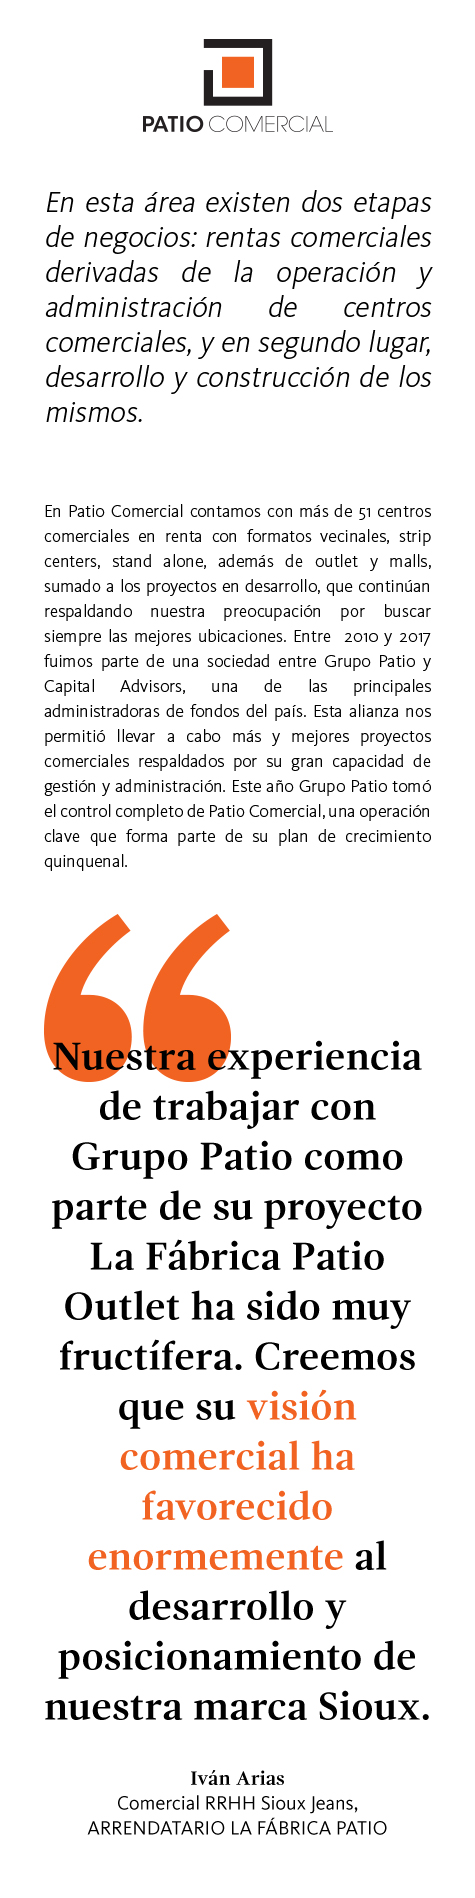 PATIO COMERCIAL
En esta área existen dos etapas
de negocios: rentas comerciales
derivadas de la operación y
administración de centros
comerciales, y en segundo lugar,
desarrollo y construcción de los
mismos.
En Patio Comercial contamos con más de 51 centros
comerciales en renta con formatos vecinales, strip
centers, stand alone, además de outlet y malls,
sumado a los proyectos en desarrollo, que continúan
respaldando nuestra preocupación por buscar
siempre las mejores ubicaciones. Entre 2010 y 2017
fuimos parte de una sociedad entre Grupo Patio y
Capital Advisors, una de las principales
administradoras de fondos del país. Esta alianza nos
permitió llevar a cabo más y mejores proyectos
comerciales respaldados por su gran capacidad de
gestión y administración. Este año Grupo Patio tomó
el control completo de Patio Comercial, una operación
clave que forma parte de su plan de crecimiento
quinquenal.
“
Nuestra experiencia
de trabajar con
Grupo Patio como
parte de su proyecto
La Fábrica Patio
Outlet ha sido muy
fructífera. Creemos
que su visión
comercial ha
favorecido
enormemente al
desarrollo y
posicionamiento de
nuestra marca Sioux.
Iván Arias
Comercial RRHH Sioux Jeans,
ARRENDATARIO LA FÁBRICA PATIO